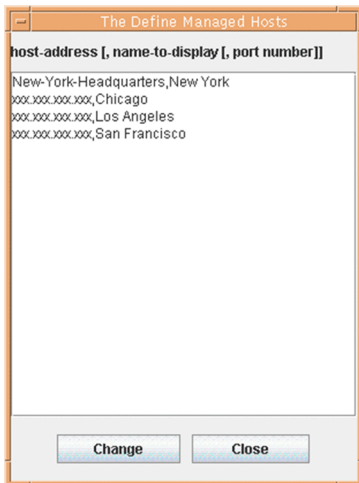 The Define Managed Hosts
host-address [, name-to-display [, port number]]
New-York-Headquarters,New York
xxx.xxx.xxx.xxx,Chicago
xxx.xxx.xxx.xxx,Los Angeles
xxx.xxx.xxx.xxx,San Francisco
Change Close